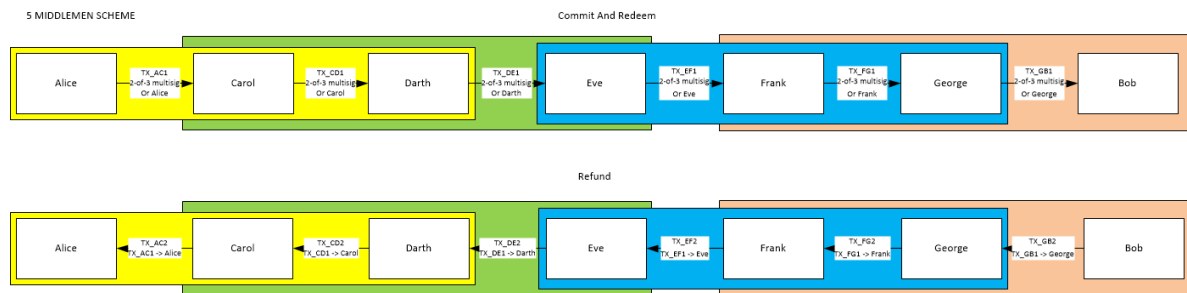 5 MIDDLEMEN SCHEME
Commit And Redeem
Alice
TX_AC1
2-of-3 multisig
Or Alice
Carol
TX_CD1
2-of-3 multisig
Or Carol
Darth
TX_DE1
2-of-3 multisig
Or Darth
Eve
TX_EF1
2-of-3 multisig
Or Eve
Frank
TX_FG1
2-of-3 multisig
Or Frank
George
TX_GB1
2-of-3 multisig
Or George
Bob
Refund
Alice
TX_AC2
TX_AC1 -> Alice
Carol
TX_CD2
TX_CD1 -> Carol
Darth
TX_DE2
TX_DE1 -> Darth
Eve
TX_EF2
TX_EF1 -> Eve
Frank
TX_FG2
TX_FG1 -> Frank
George
TX_GB2
TX_GB1 -> George
Bob